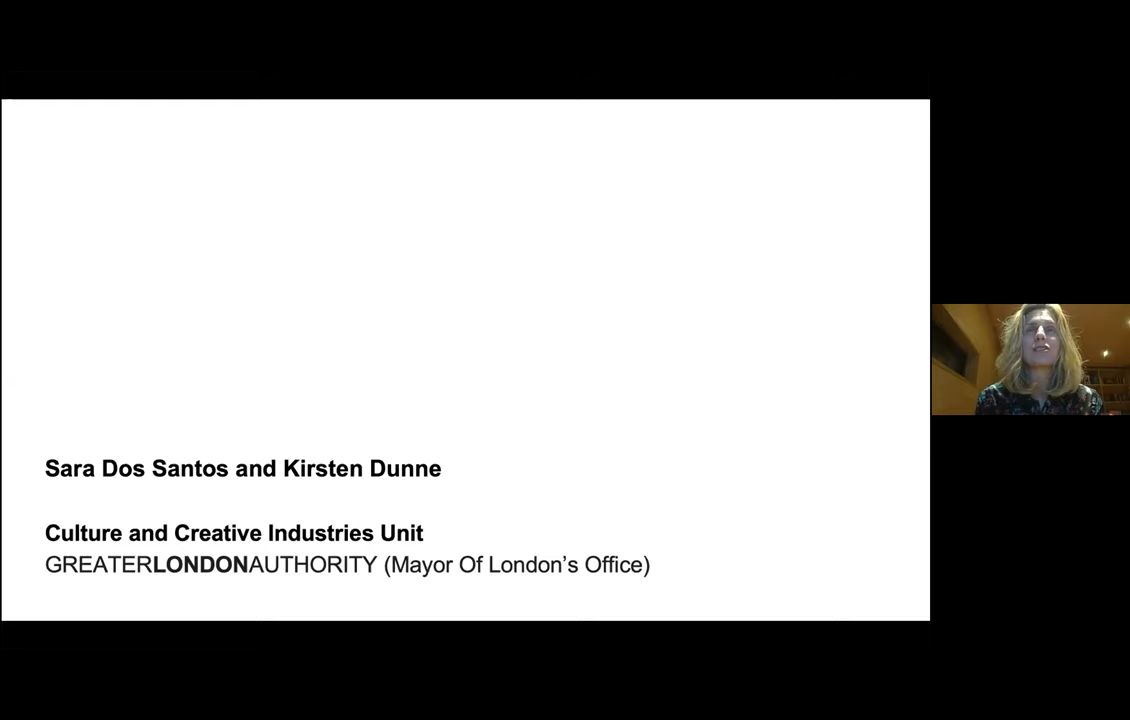 Sara Dos Santos and Kirsten Dunne
Culture and Creative Industries Unit
GREATERLONDONAUTHORITY (Mayor Of London’s Office)